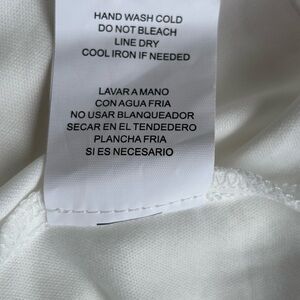 HAND WASH COLD
DO NOT BLEACH
LINE DRY
COOL IRON IF NEEDED
LAVAR A MANO
CON AGUA FRIA
NO USAR BLANQUEADOR
SECAR EN EL TENDEDERO
PLANCHA FRIA
SI ES NECESARIO